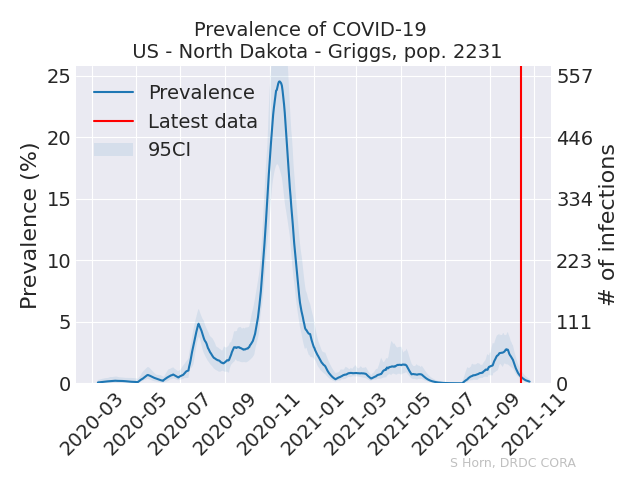 Prevalence of COVID-19
US - North Dakota - Griggs, pop. 2231
Prevalence
Latest data
95CI
Prevalence (%)
25
20
15
10
5
0
557
446
334
223
111
0
# of infections
2020-03
2020-05
2020-07
2020-09
2020-11
2021-01
2021-03
2021-05
2021-07
2021-09
2021-11
S Horn, DRDC CORA